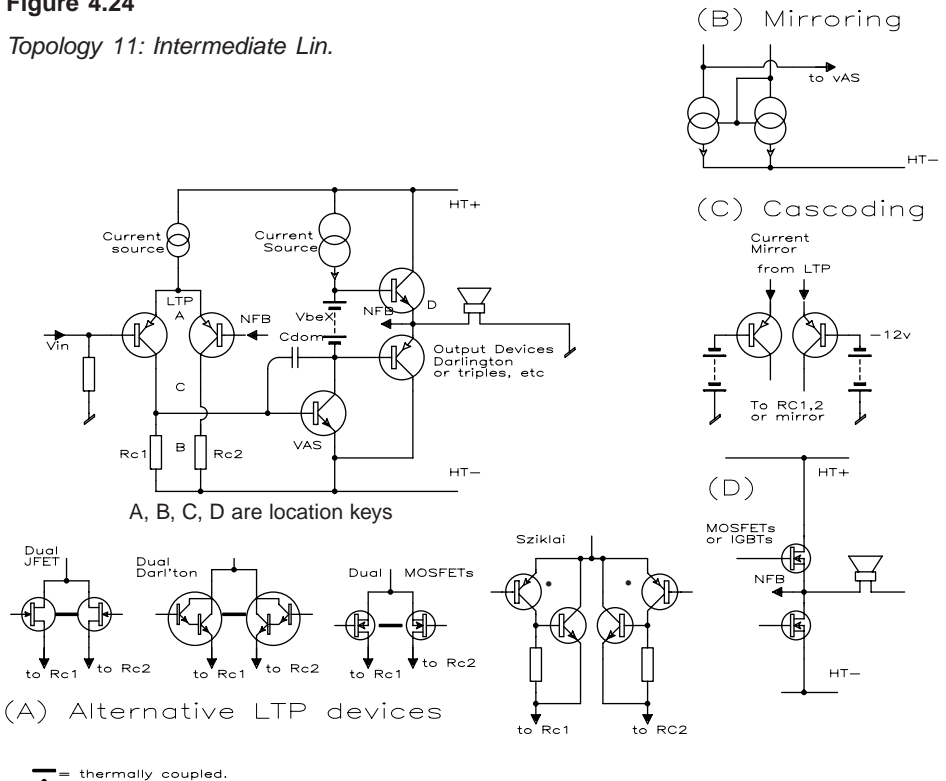 Figure 4.24
Topology 11: Intermediate Lin.
(B) Mirroring
to vAS
HT–
HT+
Current
source
Current
Source
LTP
A
NFB
Vin
VbeX
NFB
D
Cdom
Output Devices
Darlington
or triples, etc
C
VAS
Rc1
B
Rc2
HT–
A, B, C, D are location keys
(C) Cascoding
Current
Mirror
from LTP
–12v
To RC1,2
or mirror
(D)
HT+
MOSFETs
or IGBTs
NFB
HT–
Dual
JFET
to Rc1
to Rc2
Dual
Darl'ton
to Rc1
to Rc2
Dual MOSFETs
to Rc1
to Rc2
Sziklai
to Rc1
to RC2
(A) Alternative LTP devices
= thermally coupled.